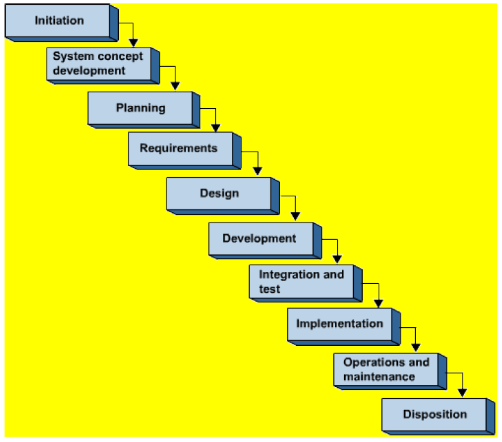 Initiation
System concept
development
Planning
Requirements
Design
Development
Integration and
test
Implementation
Operations and
maintenance
Disposition